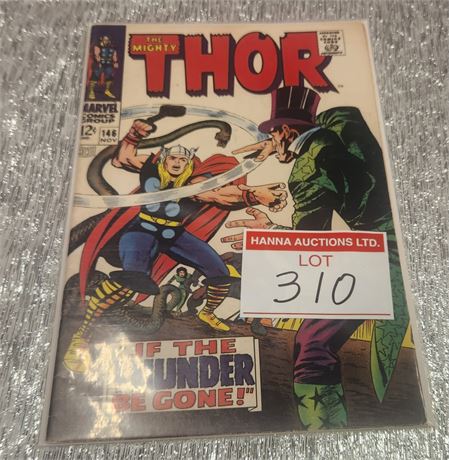 THE MIGHTY
THOR
MARVEL
COMICS
GROUP
12¢
146
NOV
HANNA AUCTIONS LTD.
LOT
310
IF THE
THUNDER
BE GONE!"